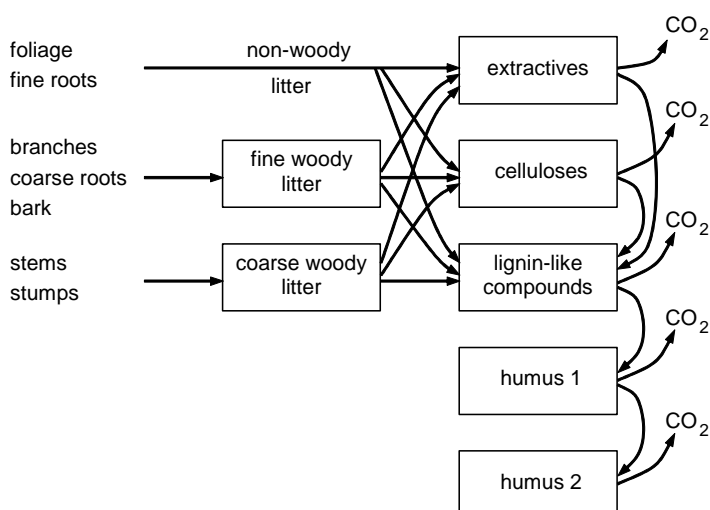 foliage
fine roots
non-woody
litter
extractives
CO2
branches
coarse roots
bark
fine woody
litter
celluloses
CO2
stems
stumps
coarse woody
litter
lignin-like
compounds
CO2
humus 1
CO2
humus 2
CO2